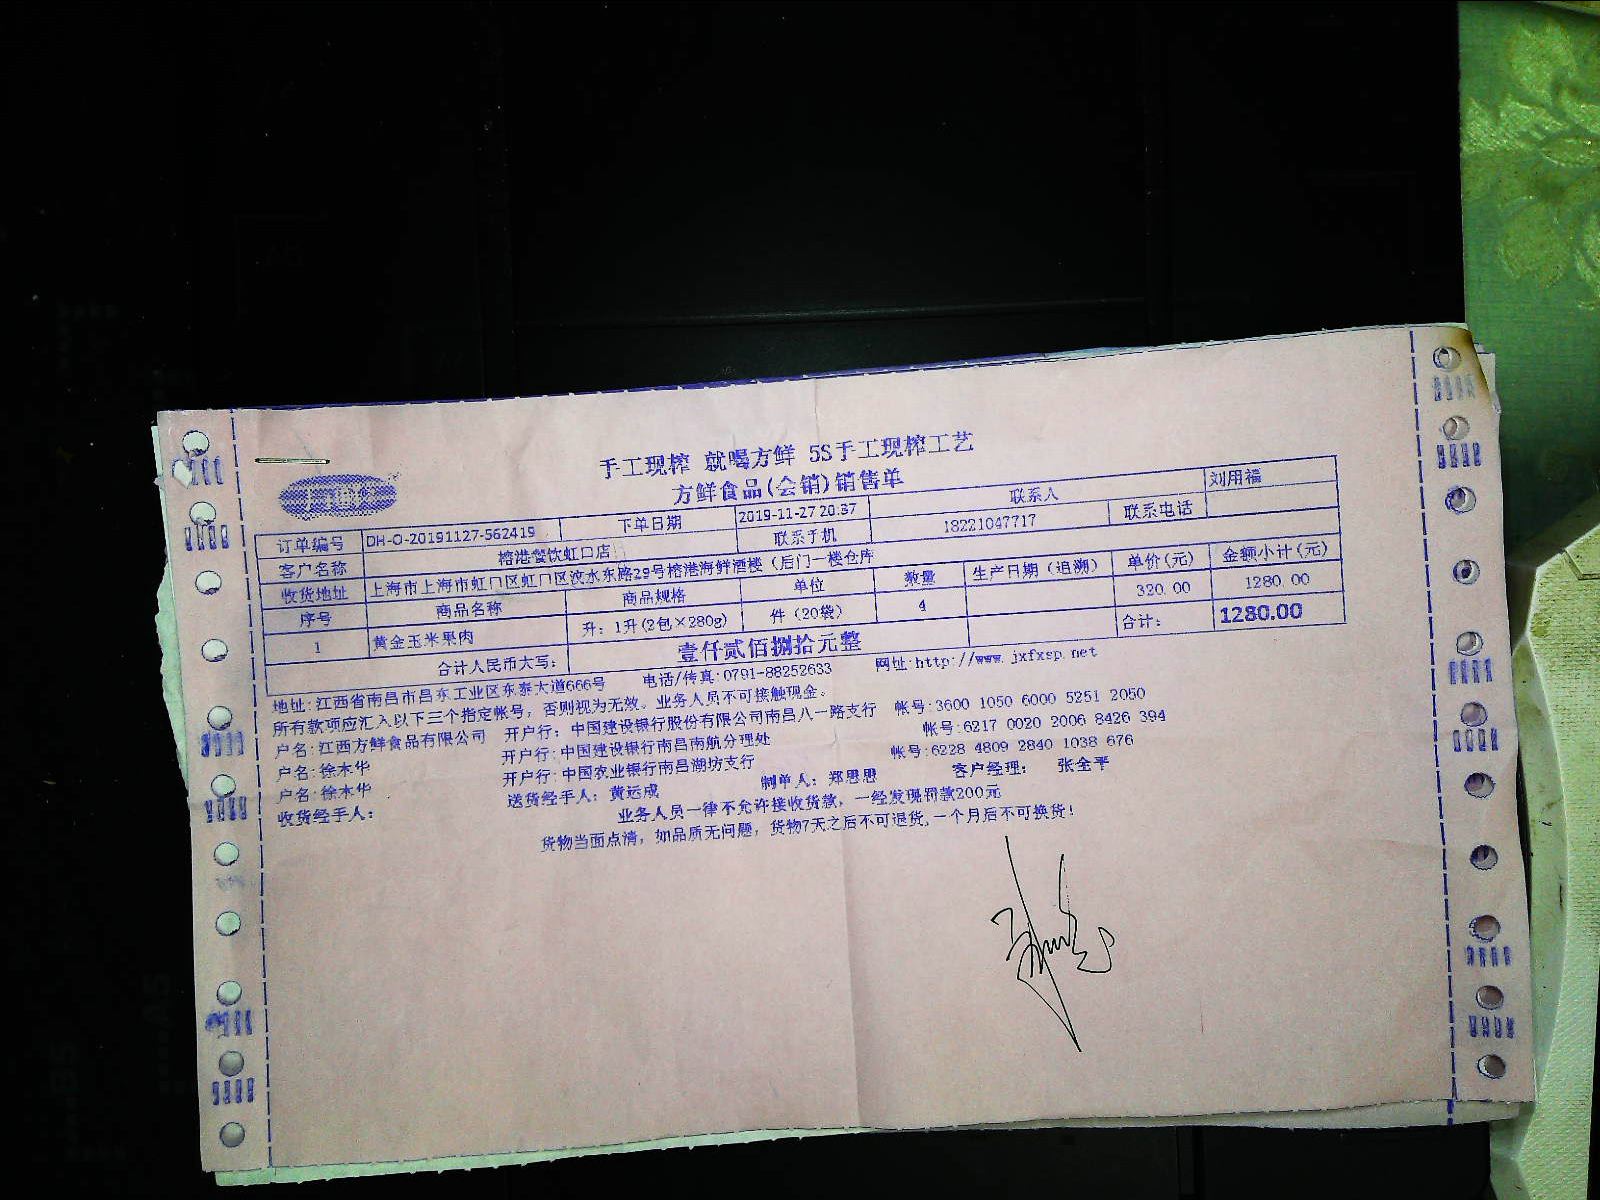 手工现榨 就喝方鲜 5S手工现榨工艺
方鲜食品(会销)销售单
订单编号 DH-O-20191127-562419 下单日期 2019-11-27 20:37 联系人 刘用福
客户名称 榕港餐饮虹口店 联系手机 18221047717 联系电话
收货地址 上海市上海市虹口区虹口区汶水东路29号榕港海鲜酒楼（后门一楼仓库
序号 商品名称 商品规格 单位 数量 生产日期（追溯） 单价(元) 金额小计(元)
1 黄金玉米果肉 升: 1升(2包×280g) 件（20袋） 4 320.00 1280.00
合计人民币大写: 壹仟贰佰捌拾元整 合计: 1280.00
地址:江西省南昌市昌东工业区东泰大道666号 电话/传真:0791-88252633 网址:http://www.jxfxsp.net
所有款项应汇入以下三个指定帐号，否则视为无效。业务人员不可接触现金。
户名:江西方鲜食品有限公司 开户行: 中国建设银行股份有限公司南昌八一路支行 帐号:3600 1050 6000 5251 2050
户名:徐木华 开户行:中国建设银行南昌南航分理处 帐号:6217 0020 2006 8426 394
户名:徐木华 开户行:中国农业银行南昌湖坊支行 帐号:6228 4809 2840 1038 676
收货经手人: 送货经手人: 黄运成 制单人: 郑思思 客户经理: 张全平
业务人员一律不允许接收货款，一经发现罚款200元
货物当面点清，如品质无问题，货物7天之后不可退货,一个月后不可换货!